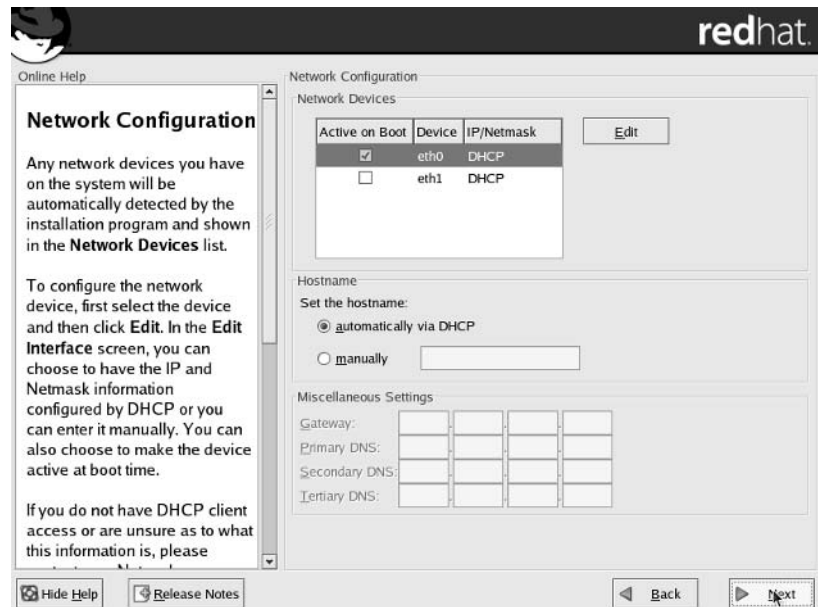 redhat.
Online Help
Network Configuration
Any network devices you have
on the system will be
automatically detected by the
installation program and shown
in the Network Devices list.
To configure the network
device, first select the device
and then click Edit. In the Edit
Interface screen, you can
choose to have the IP and
Netmask information
configured by DHCP or you
can enter it manually. You can
also choose to make the device
active at boot time.
If you do not have DHCP client
access or are unsure as to what
this information is, please
Network Configuration
Network Devices
Active on Boot Device IP/Netmask
eth0 DHCP
eth1 DHCP
Edit
Hostname
Set the hostname:
automatically via DHCP
manually
Miscellaneous Settings
Gateway:
Primary DNS:
Secondary DNS:
Tertiary DNS:
Hide Help
Release Notes
Back
Next